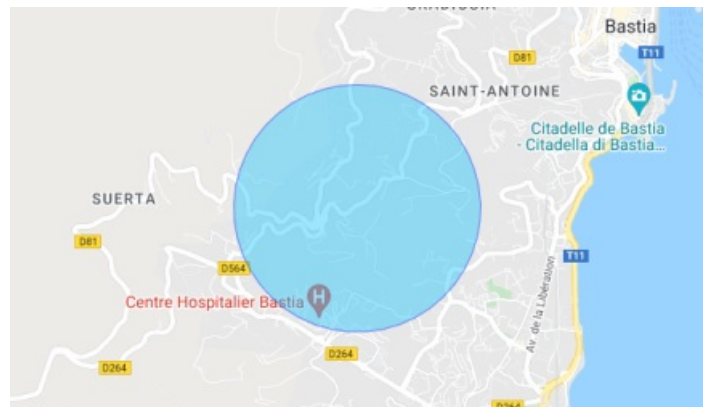 GRADIGIA
Bastia
T11
D81
SAINT-ANTOINE
Citadelle de Bastia
- Citadella di Bastia...
SUERTA
D81
T11
D564
Centre Hospitalier Bastia
H
Av. de la Libération
D264
D264